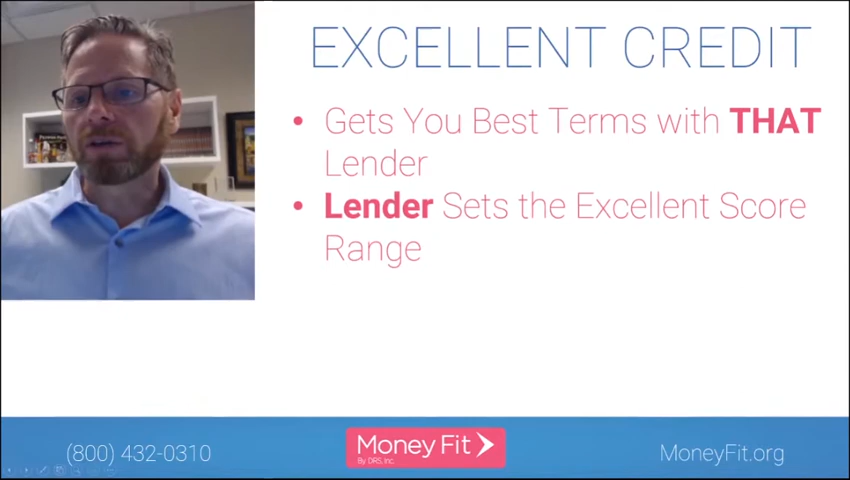 EXCELLENT CREDIT
• Gets You Best Terms with THAT
Lender
• Lender Sets the Excellent Score
Range
(800) 432-0310
Money Fit
By DRS, Inc.
MoneyFit.org